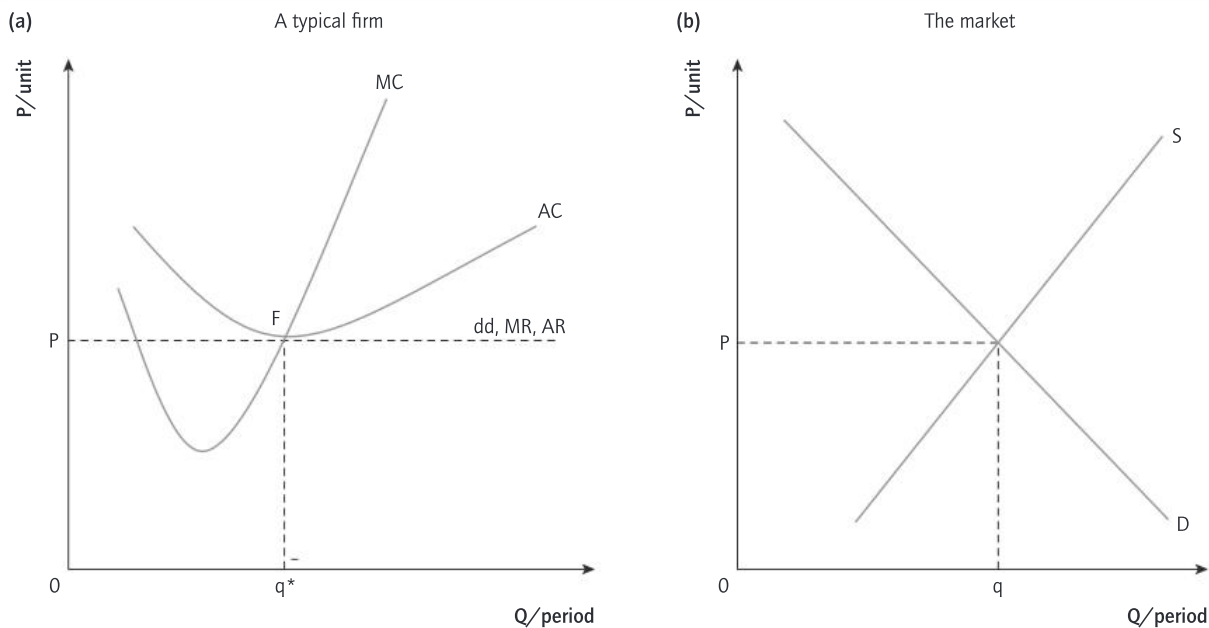 (a)
A typical firm
P/unit
MC
AC
F
dd, MR, AR
P
0
q*
Q/period
(b)
The market
P/unit
S
P
D
0
q
Q/period